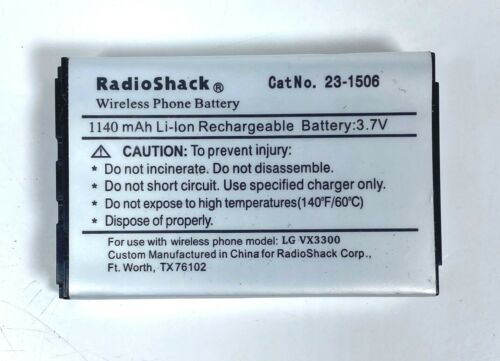 RadioShack® CatNo. 23-1506
Wireless Phone Battery
1140 mAh Li-Ion Rechargeable Battery:3.7V
⚠ CAUTION: To prevent injury:
* Do not incinerate. Do not disassemble.
* Do not short circuit. Use specified charger only.
* Do not expose to high temperatures(140°F/60°C)
* Dispose of properly.
For use with wireless phone model: LG VX3300
Custom Manufactured in China for RadioShack Corp.,
Ft. Worth, TX 76102